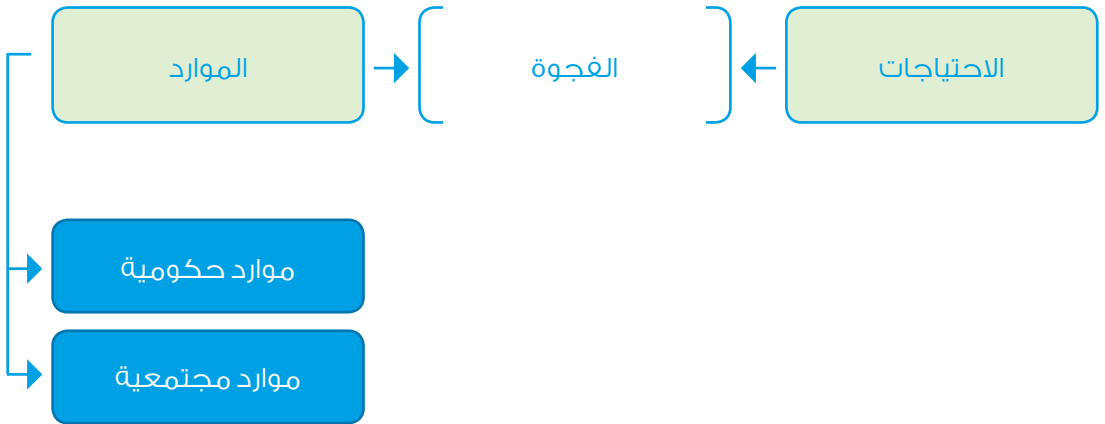 الاحتياجات
الفجوة
الموارد
موارد حكومية
موارد مجتمعية